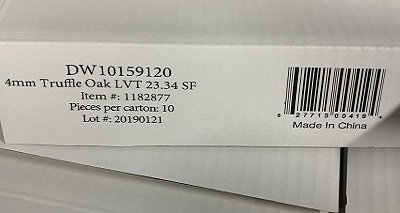 DW10159120
4mm Truffle Oak LVT 23.34 SF
Item #: 1182877
Pieces per carton: 10
Lot #: 20190121
6 27715 00419 4
Made in China